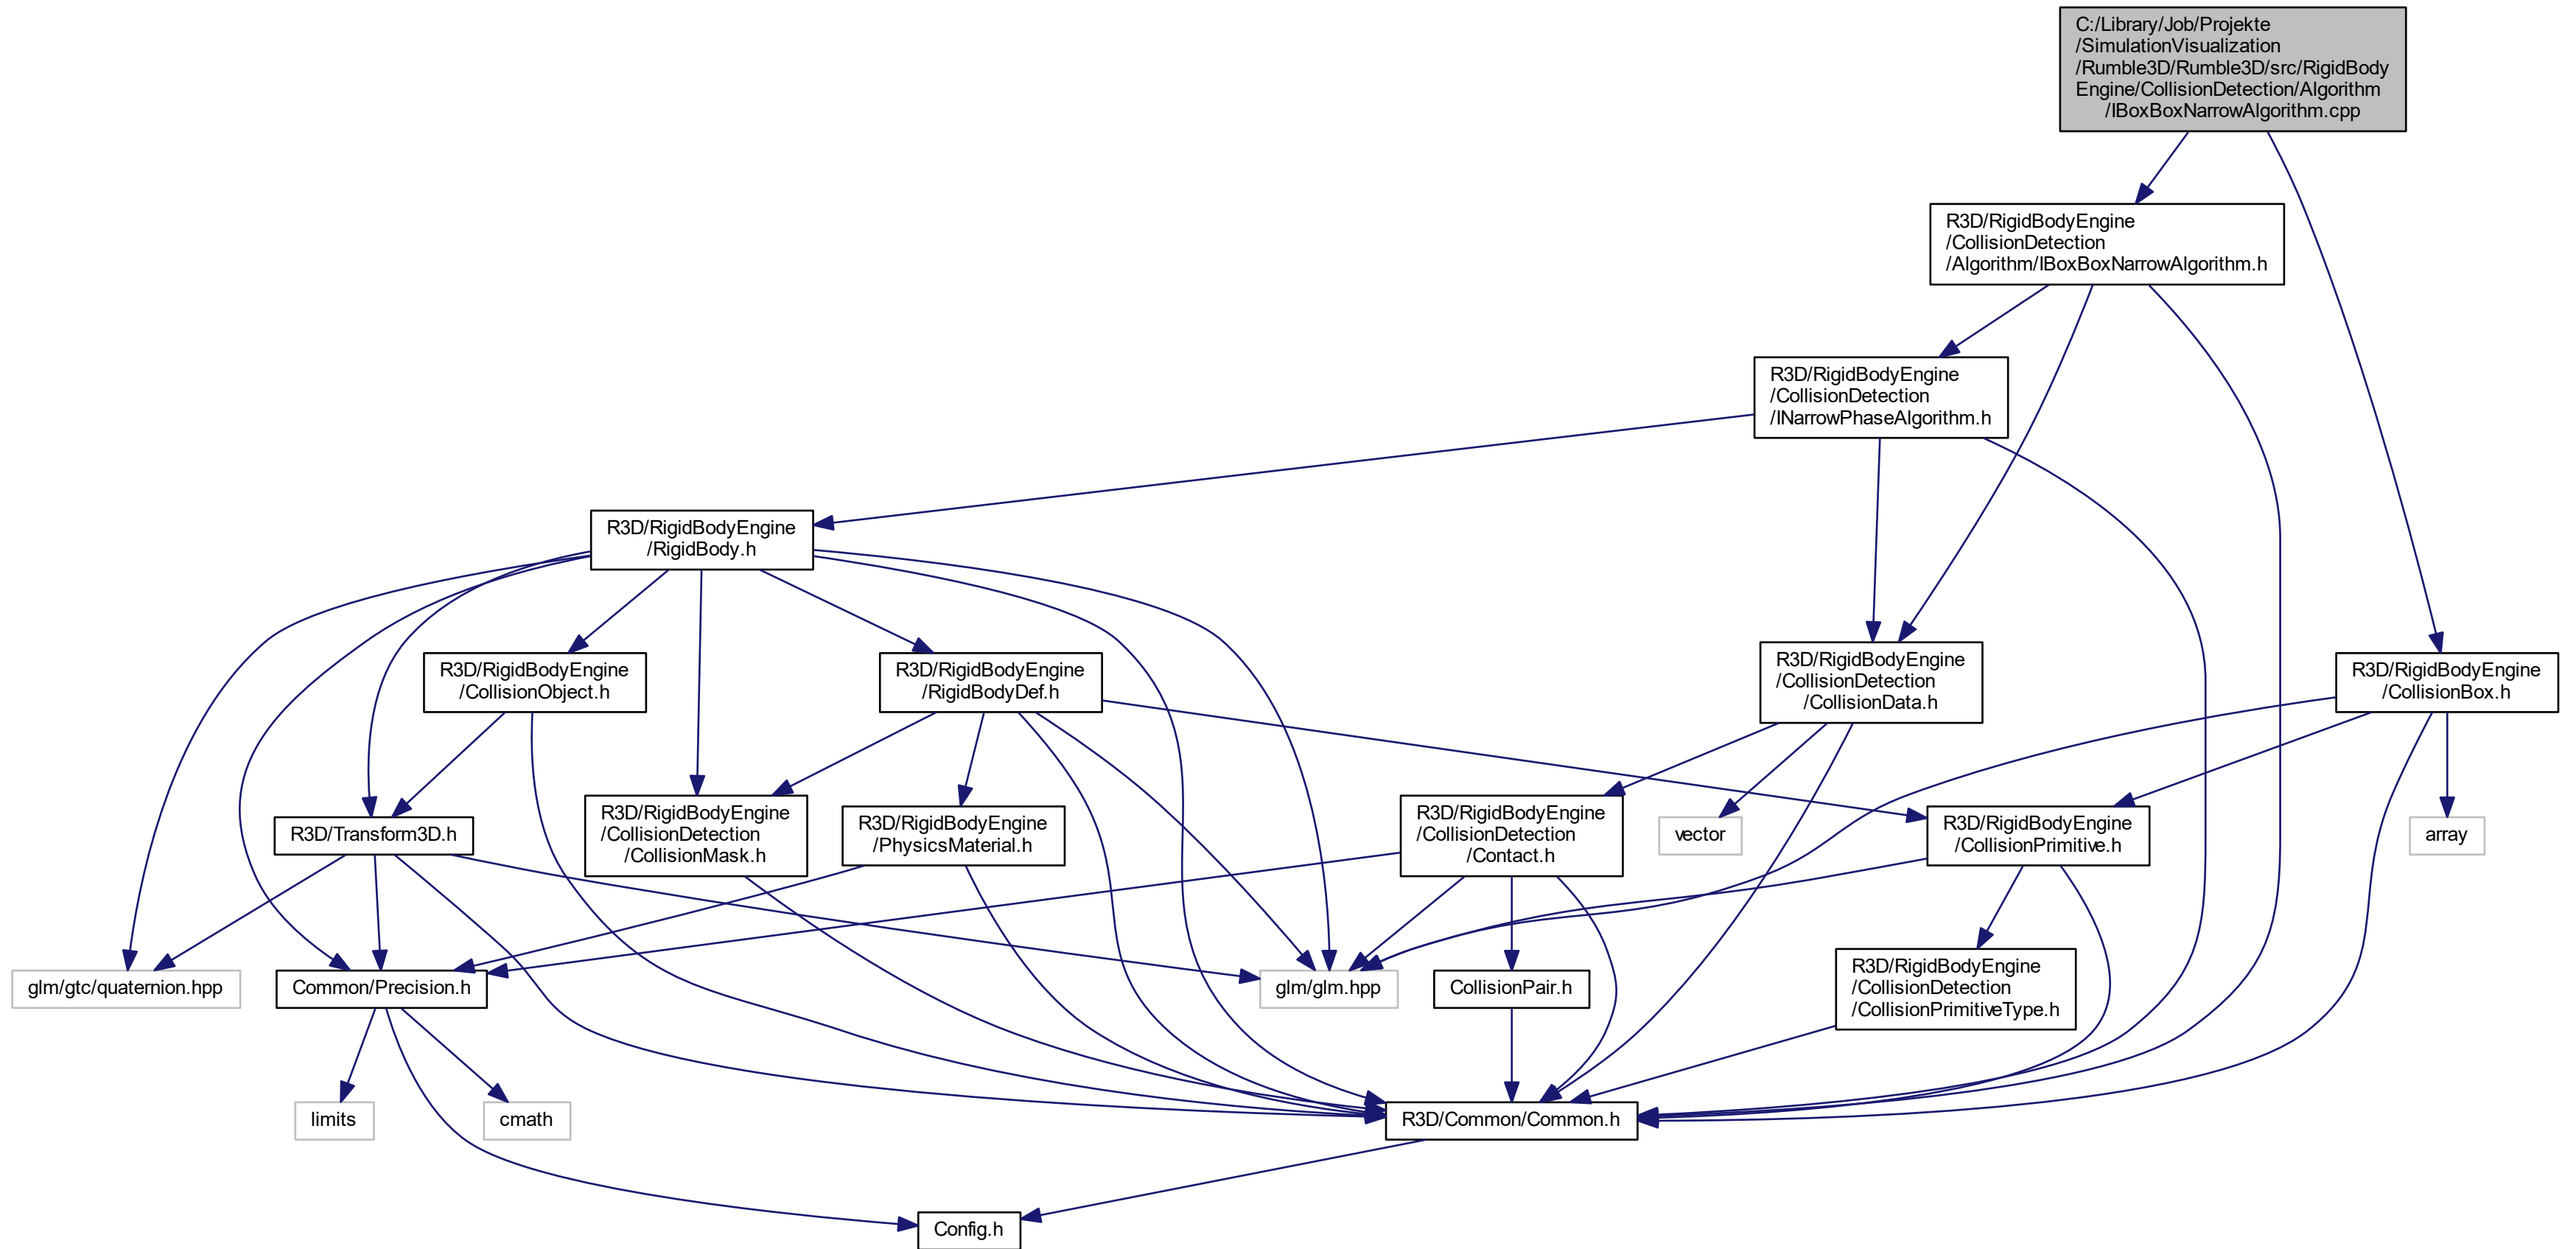 C:/Library/Job/Projekte
/SimulationVisualization
/Rumble3D/Rumble3D/src/RigidBody
Engine/CollisionDetection/Algorithm
/IBoxBoxNarrowAlgorithm.cpp
R3D/RigidBodyEngine
/CollisionDetection
/Algorithm/IBoxBoxNarrowAlgorithm.h
R3D/RigidBodyEngine
/CollisionDetection
/INarrowPhaseAlgorithm.h
R3D/RigidBodyEngine
/RigidBody.h
R3D/RigidBodyEngine
/CollisionObject.h
R3D/RigidBodyEngine
/RigidBodyDef.h
R3D/RigidBodyEngine
/CollisionDetection
/CollisionData.h
R3D/RigidBodyEngine
/CollisionBox.h
R3D/Transform3D.h
R3D/RigidBodyEngine
/CollisionDetection
/CollisionMask.h
R3D/RigidBodyEngine
/PhysicsMaterial.h
R3D/RigidBodyEngine
/CollisionDetection
/Contact.h
vector
R3D/RigidBodyEngine
/CollisionPrimitive.h
array
glm/gtc/quaternion.hpp
Common/Precision.h
glm/glm.hpp
CollisionPair.h
R3D/RigidBodyEngine
/CollisionDetection
/CollisionPrimitiveType.h
limits
cmath
R3D/Common/Common.h
Config.h